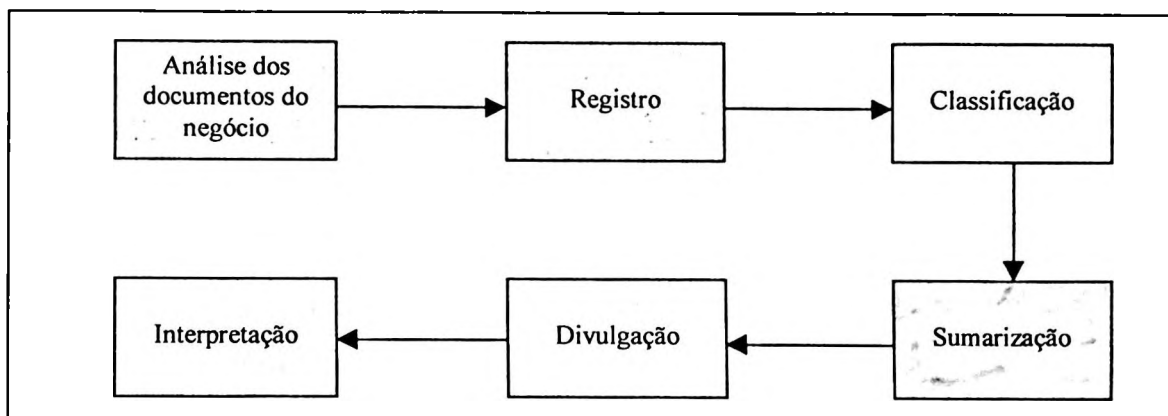 Análise dos
documentos do
negócio
Registro
Classificação
Sumarização
Divulgação
Interpretação